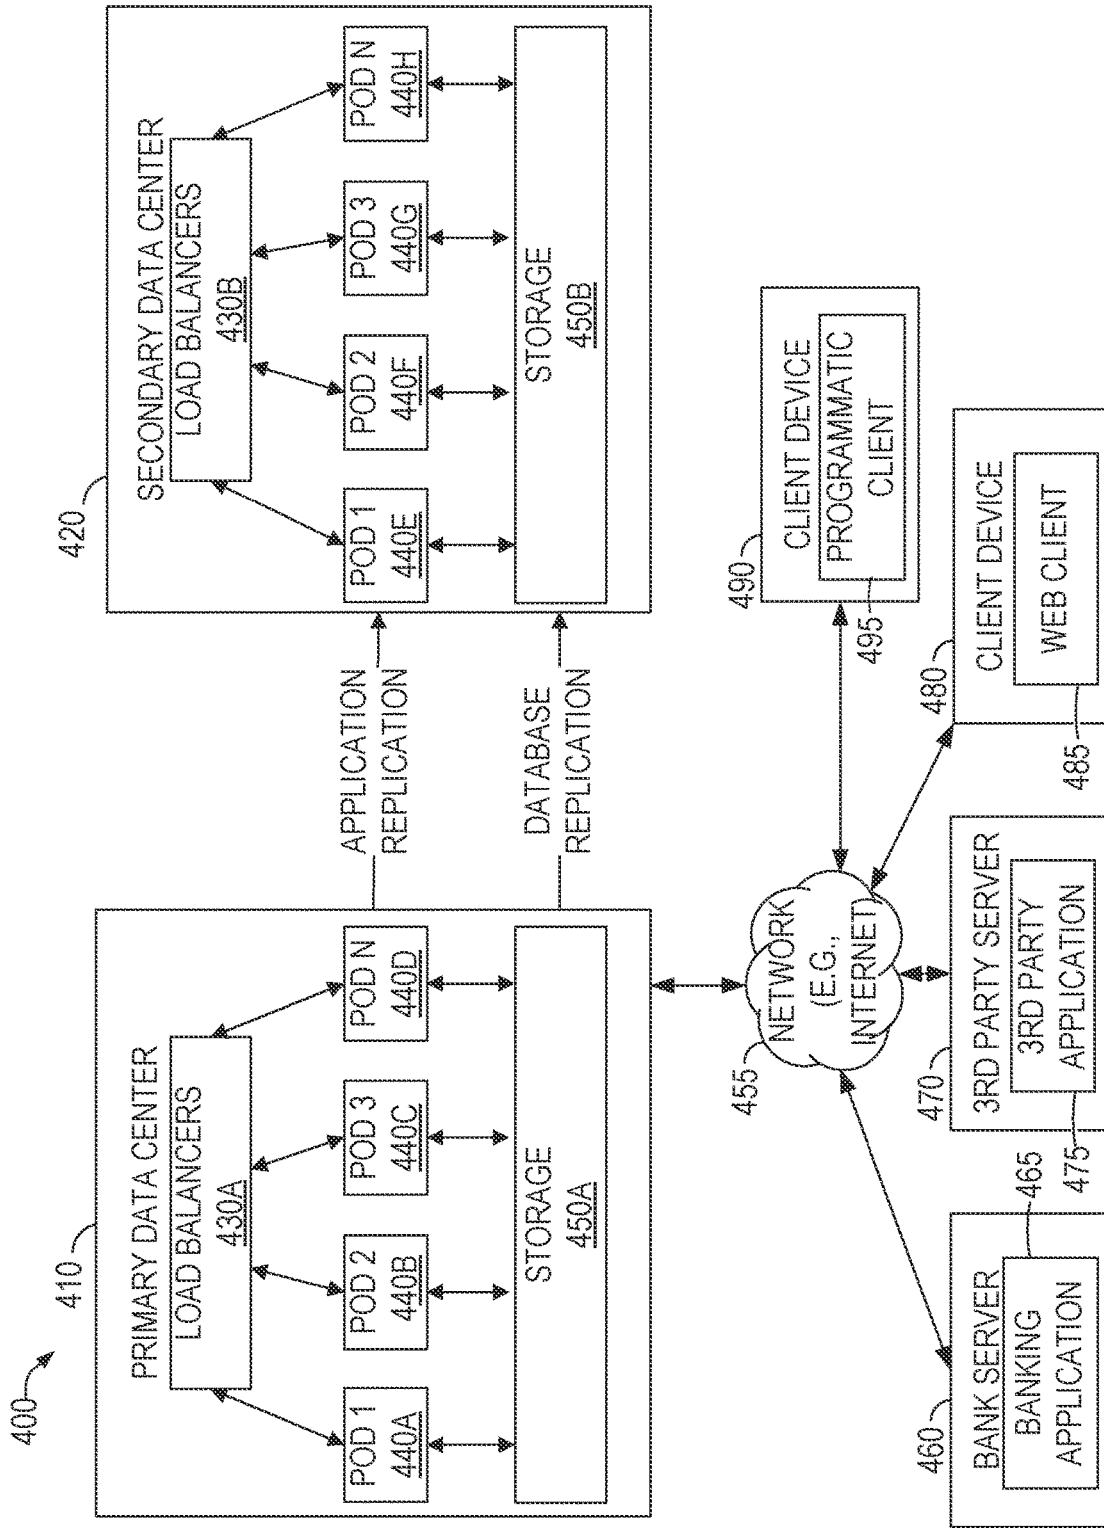 400
410
PRIMARY DATA CENTER
LOAD BALANCERS
430A
POD 1
440A
POD 2
440B
POD 3
440C
POD N
440D
STORAGE
450A
APPLICATION
REPLICATION
DATABASE
REPLICATION
420
SECONDARY DATA CENTER
LOAD BALANCERS
430B
POD 1
440E
POD 2
440F
POD 3
440G
POD N
440H
STORAGE
450B
455
NETWORK
(E.G.,
INTERNET)
460
BANK SERVER
BANKING
APPLICATION
465
470
3RD PARTY SERVER
3RD PARTY
APPLICATION
475
480
CLIENT DEVICE
WEB CLIENT
485
490
CLIENT DEVICE
PROGRAMMATIC
CLIENT
495